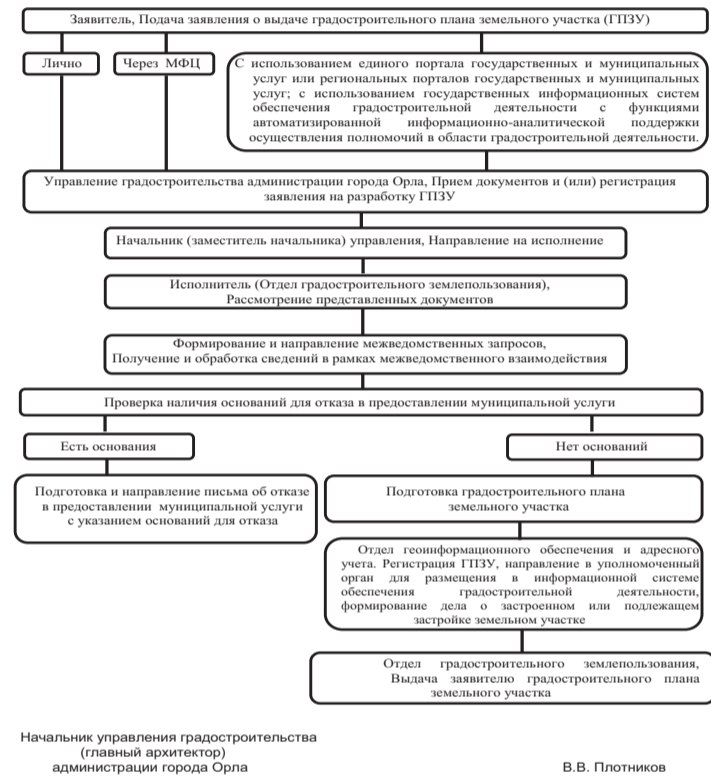 Заявитель, Подача заявления о выдаче градостроительного плана земельного участка (ГПЗУ)
Лично
Через МФЦ
С использованием единого портала государственных и муниципальных
услуг или региональных порталов государственных и муниципальных
услуг; с использованием государственных информационных систем
обеспечения градостроительной деятельности с функциями
автоматизированной информационно-аналитической поддержки
осуществления полномочий в области градостроительной деятельности.
Управление градостроительства администрации города Орла, Прием документов и (или) регистрация
заявления на разработку ГПЗУ
Начальник (заместитель начальника) управления, Направление на исполнение
Исполнитель (Отдел градостроительного землепользования),
Рассмотрение представленных документов
Формирование и направление межведомственных запросов,
Получение и обработка сведений в рамках межведомственного взаимодействия
Проверка наличия оснований для отказа в предоставлении муниципальной услуги
Есть основания
Нет оснований
Подготовка и направление письма об отказе
в предоставлении муниципальной услуги
с указанием оснований для отказа
Подготовка градостроительного плана
земельного участка
Отдел геоинформационного обеспечения и адресного
учета. Регистрация ГПЗУ, направление в уполномоченный
орган для размещения в информационной системе
обеспечения градостроительной деятельности,
формирование дела о застроенном или подлежащем
застройке земельном участке
Отдел градостроительного землепользования,
Выдача заявителю градостроительного плана
земельного участка
Начальник управления градостроительства
(главный архитектор)
администрации города Орла
В.В. Плотников